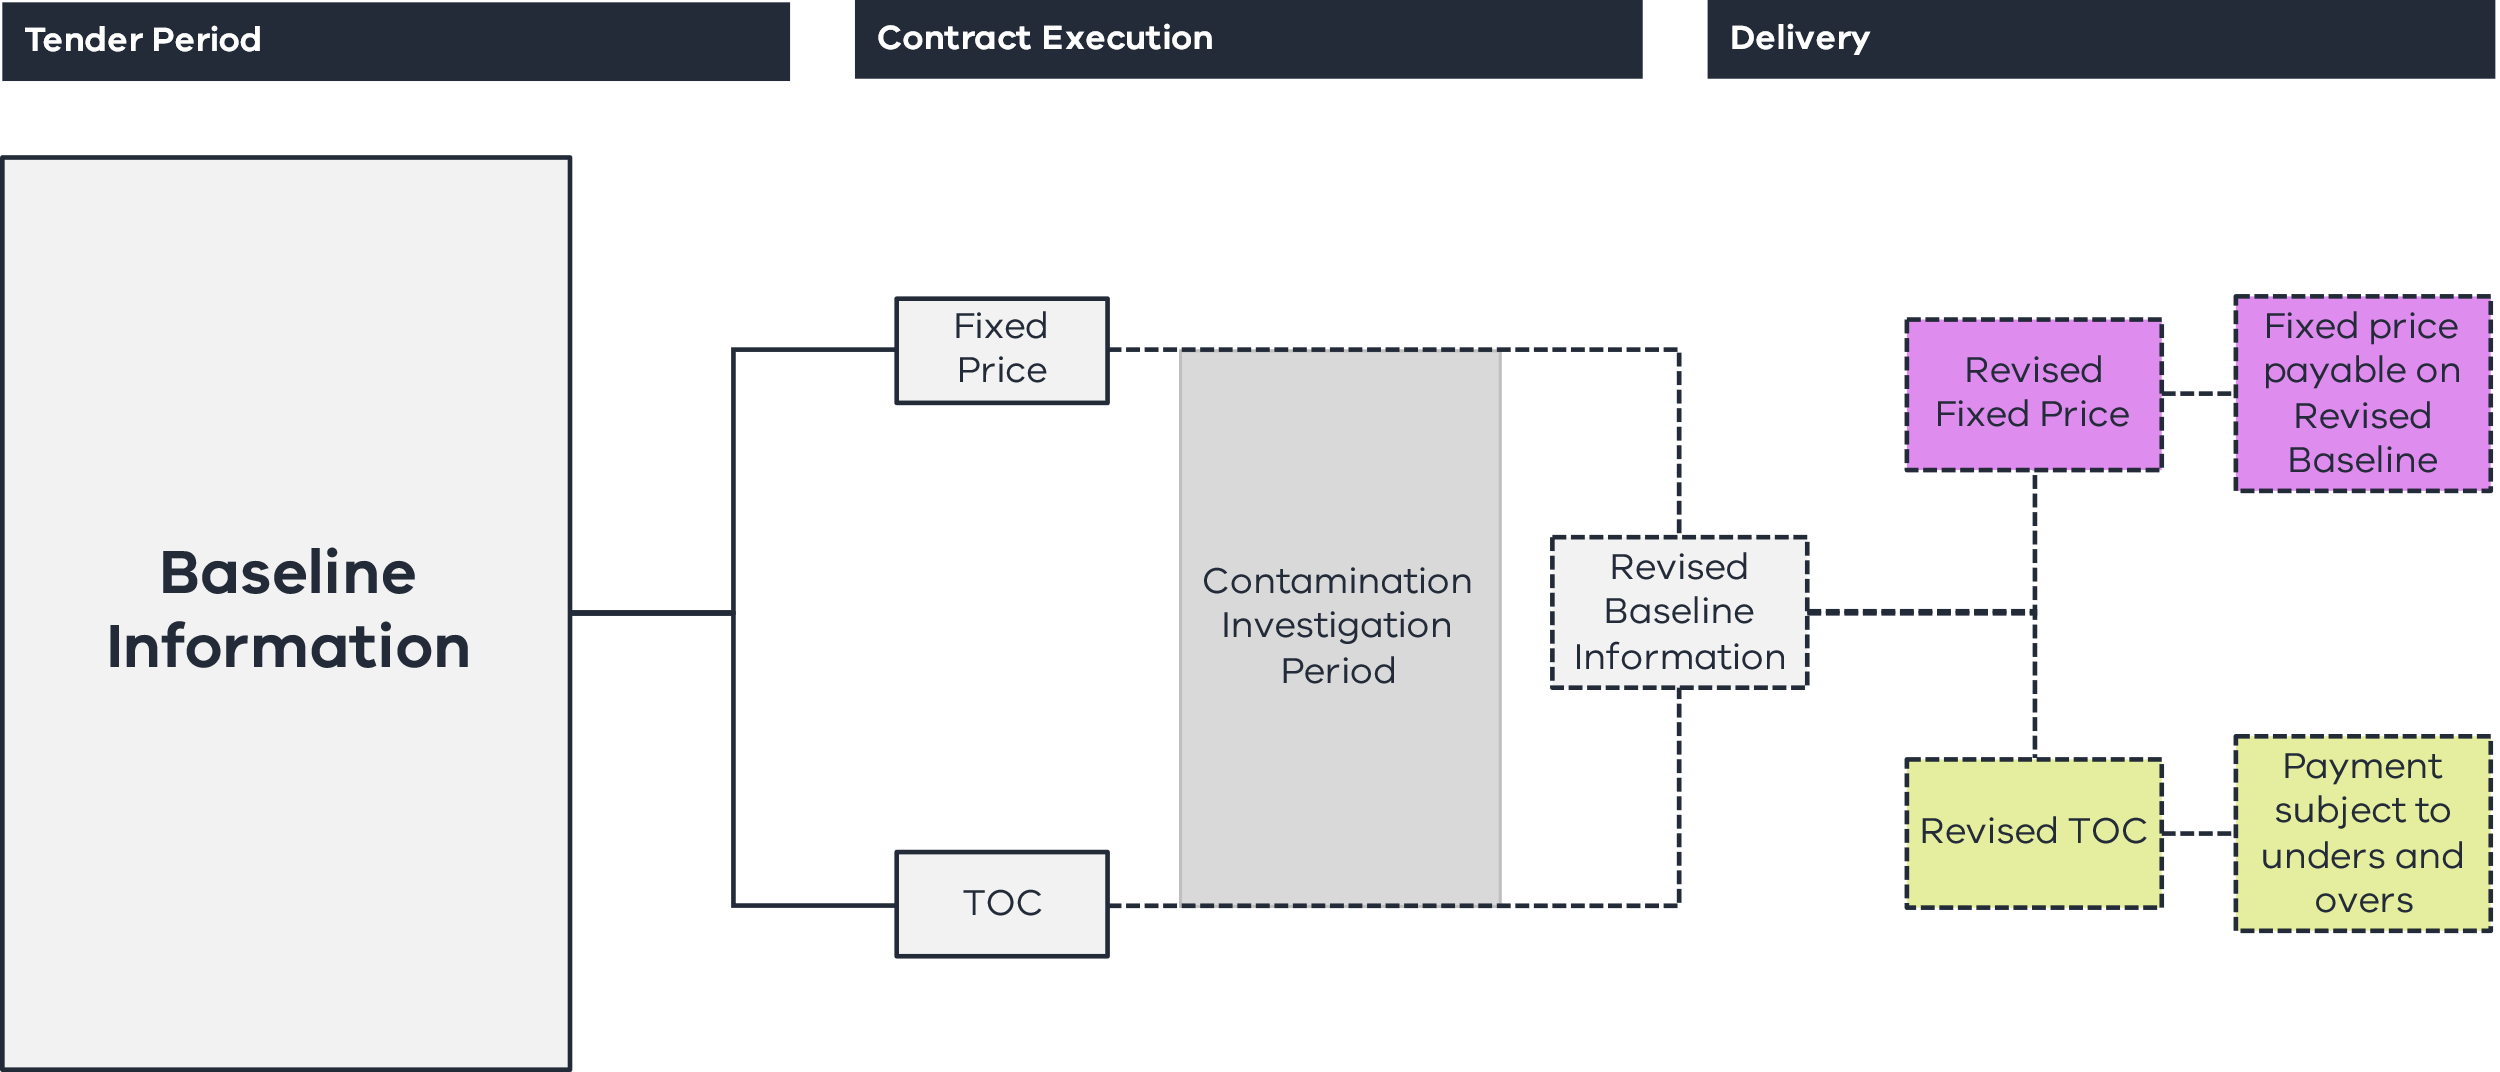 Tender Period
Contract Execution
Delivery
Baseline
Information
Fixed
Price
TOC
Contamination
Investigation
Period
Revised
Baseline
Information
Revised
Fixed Price
Fixed price
payable on
Revised
Baseline
Revised TOC
Payment
subject to
unders and
overs